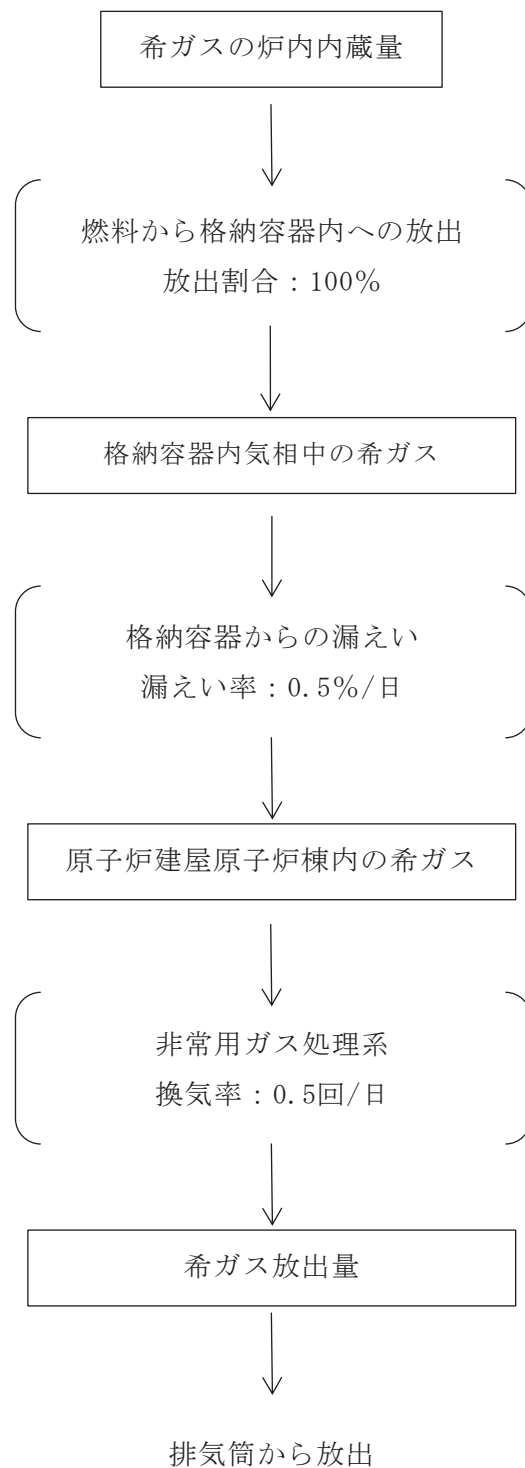 希ガスの炉内内蔵量
燃料から格納容器内への放出
放出割合：100％
格納容器内気相中の希ガス
格納容器からの漏えい
漏えい率：0.5％/日
原子炉建屋原子炉棟内の希ガス
非常用ガス処理系
換気率：0.5回/日
希ガス放出量
排気筒から放出